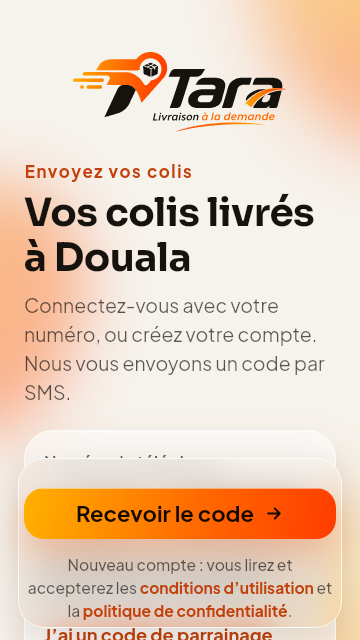 Tara
Livraison à la demande
Envoyez vos colis
Vos colis livrés
à Douala
Connectez-vous avec votre
numéro, ou créez votre compte.
Nous vous envoyons un code par
SMS.
Recevoir le code →
Nouveau compte : vous lirez et
accepterez les conditions d’utilisation et
la politique de confidentialité.
J’ai un code de parrainage